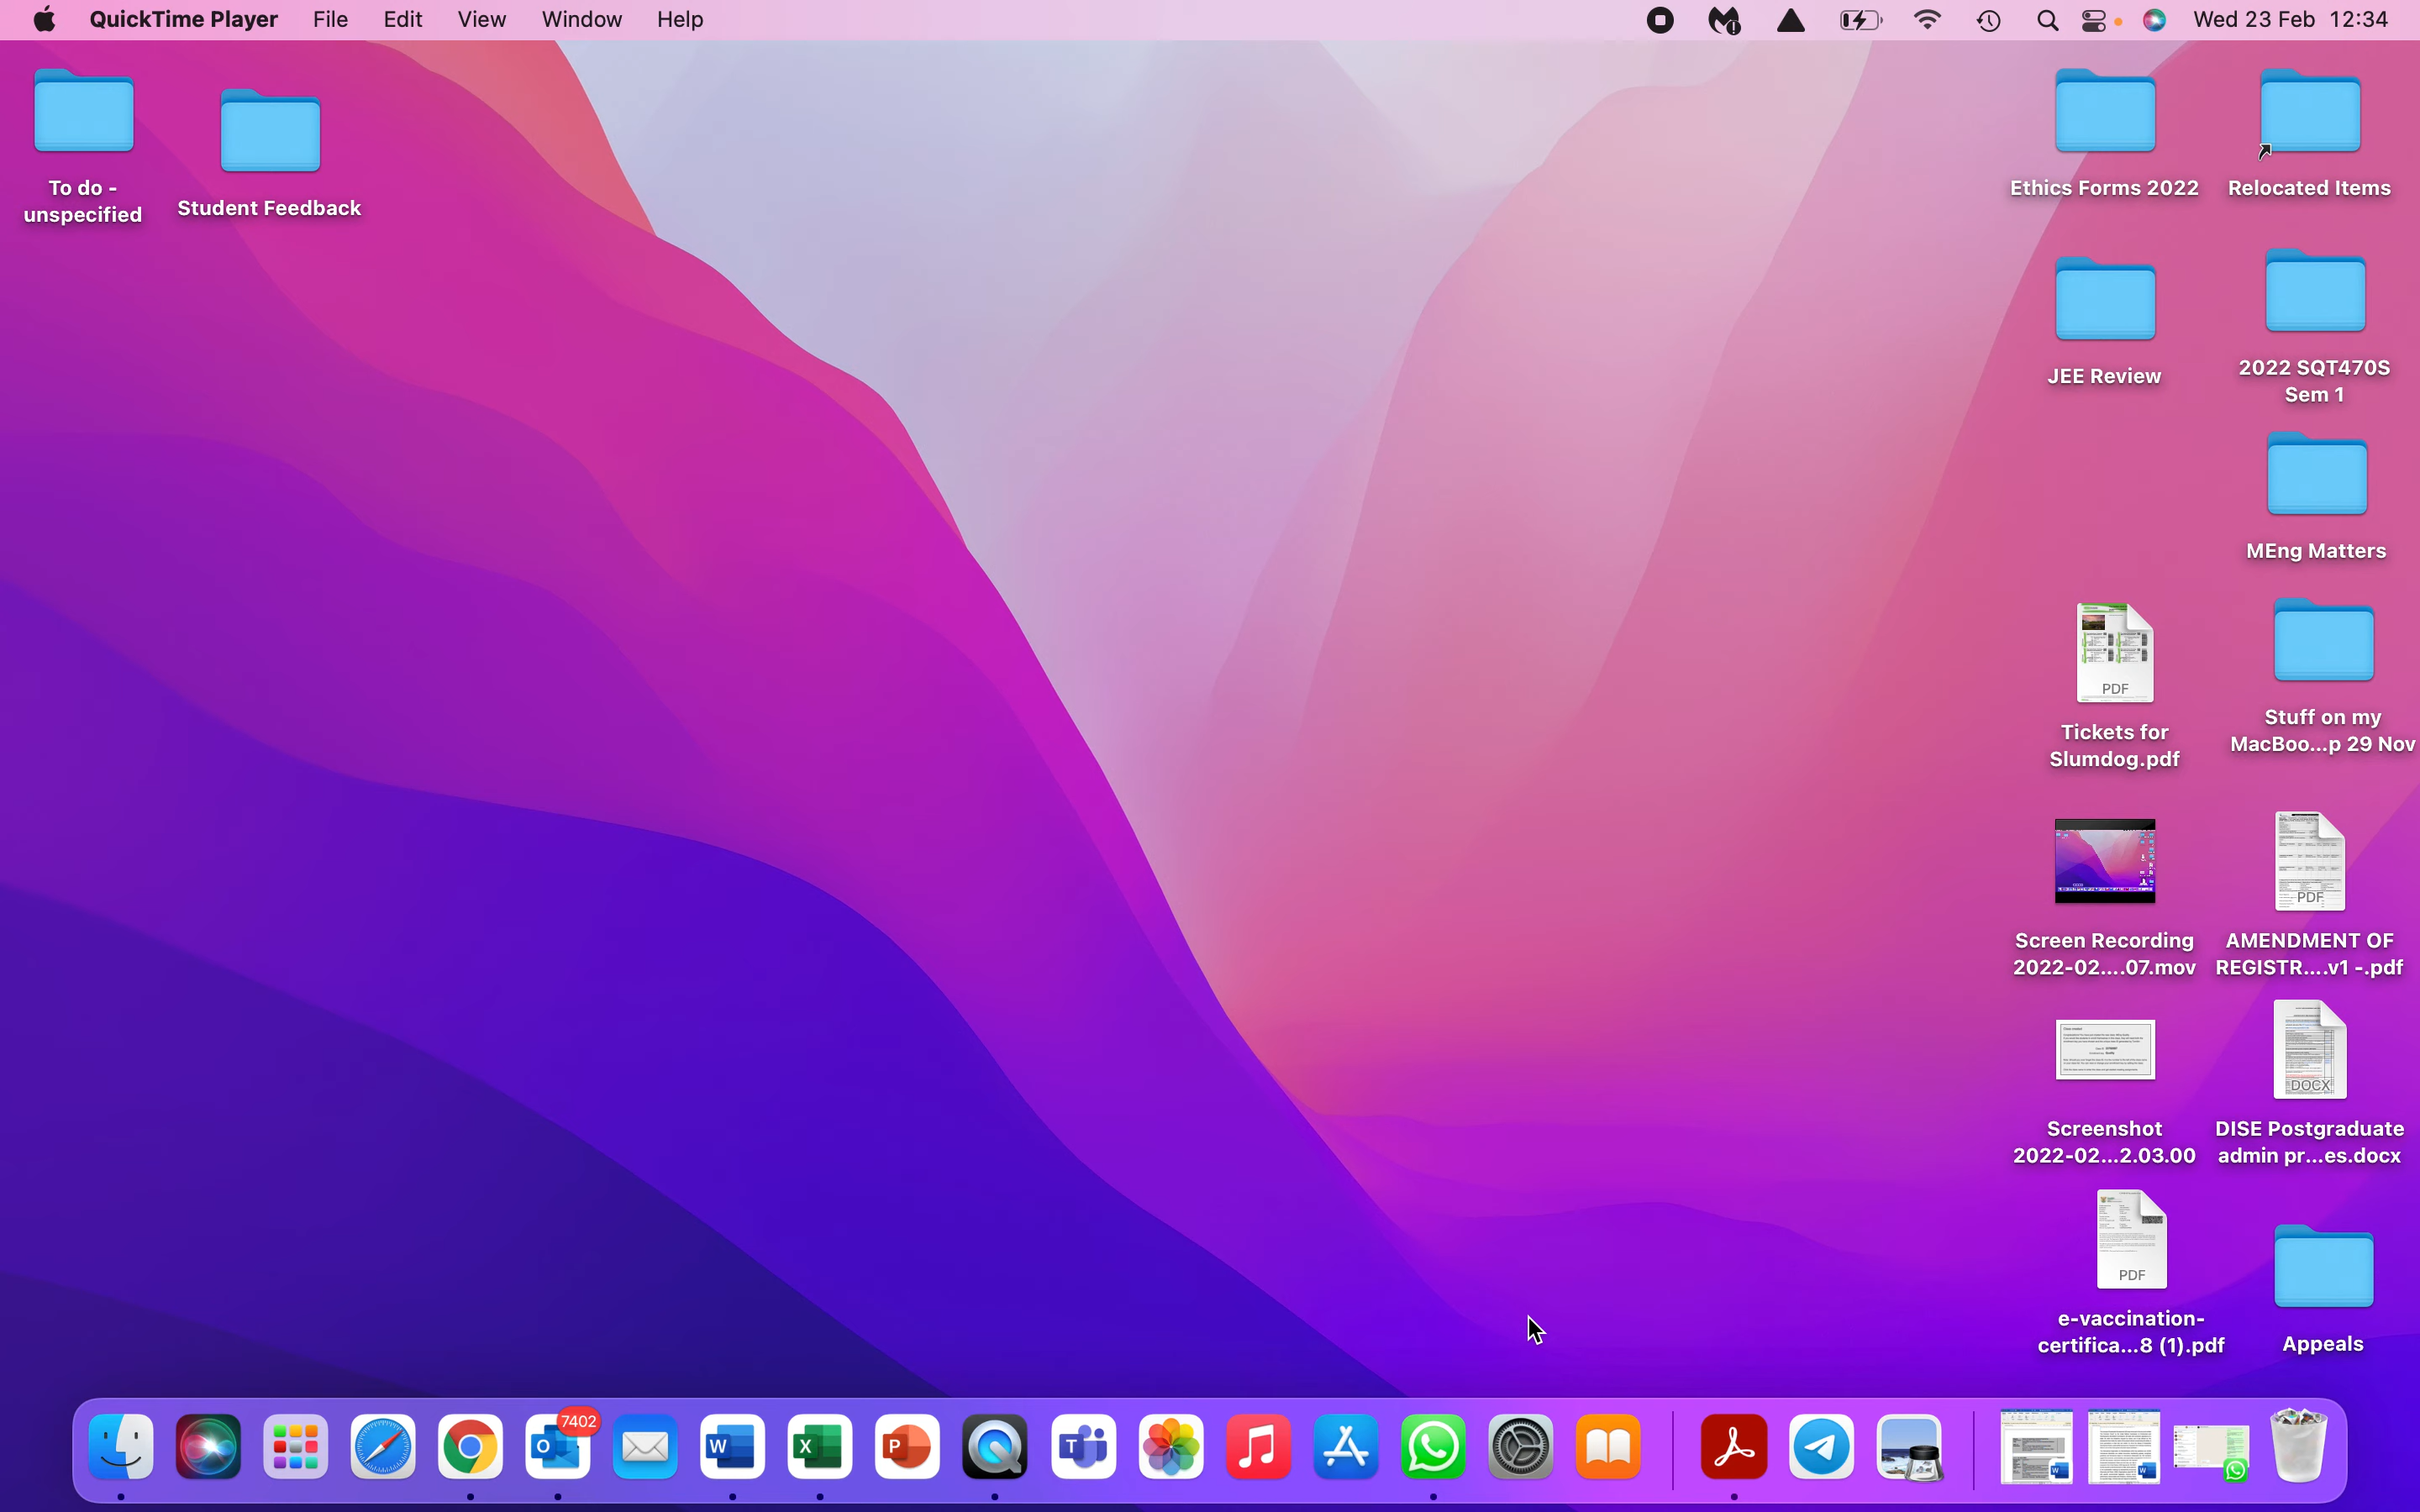 QuickTime Player File Edit View Window Help Wed 23 Feb 12:34
To do -
unspecified
Student Feedback
Ethics Forms 2022
Relocated Items
JEE Review
2022 SQT470S
Sem 1
MEng Matters
PDF
Tickets for
Slumdog.pdf
Stuff on my
MacBoo...p 29 Nov
Screen Recording
2022-02....07.mov
PDF
AMENDMENT OF
REGISTR....v1 -.pdf
Screenshot
2022-02...2.03.00
DOCX
DISE Postgraduate
admin pr...es.docx
PDF
e-vaccination-
certifica...8 (1).pdf
Appeals
7402